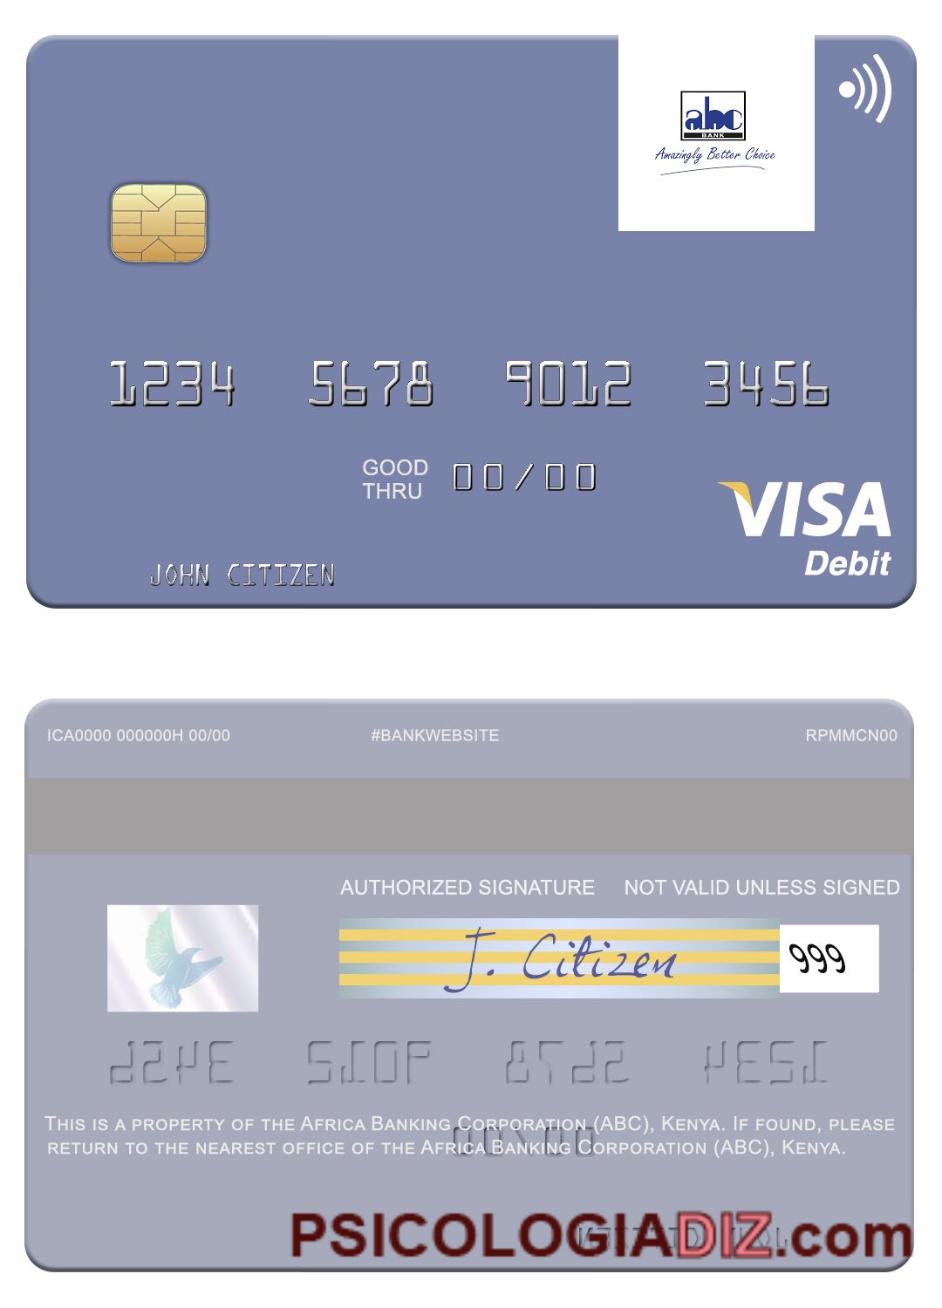 abc
BANK
Amazingly Better Choice
1234 5678 9012 3456
GOOD THRU 00/00
VISA
Debit
JOHN CITIZEN
ICA0000 000000H 00/00 #BANKWEBSITE RPMMCN00
AUTHORIZED SIGNATURE NOT VALID UNLESS SIGNED
J. Citizen 999
THIS IS A PROPERTY OF THE AFRICA BANKING CORPORATION (ABC), KENYA. IF FOUND, PLEASE
RETURN TO THE NEAREST OFFICE OF THE AFRICA BANKING CORPORATION (ABC), KENYA.
PSICOLOGIADIZ.com